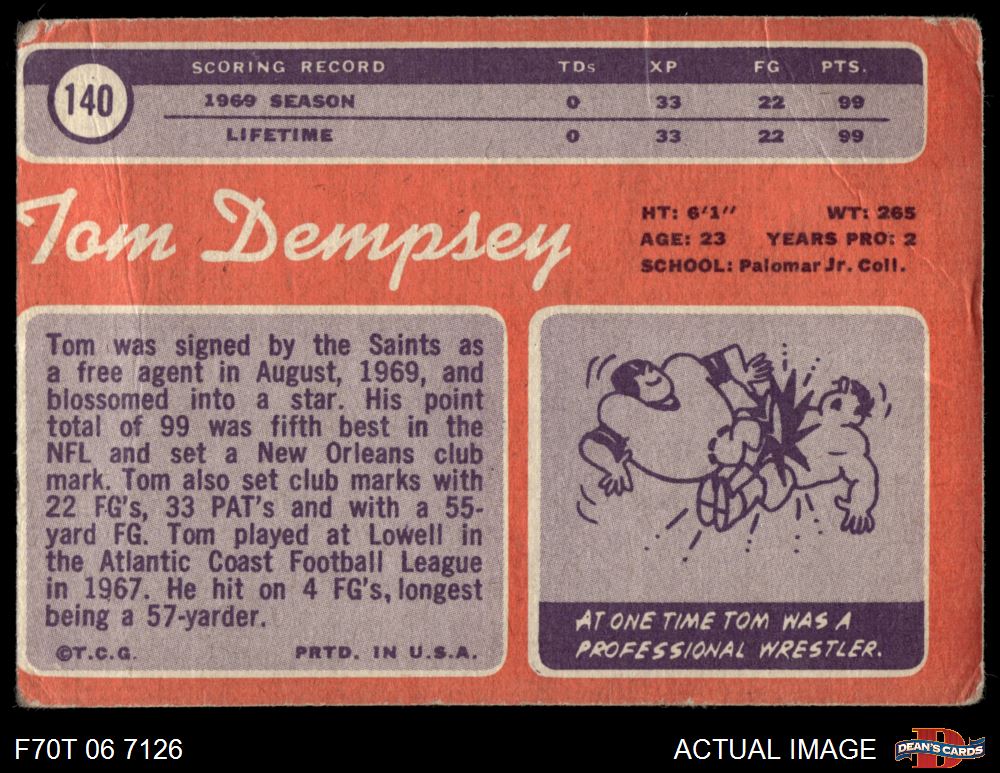 140
SCORING RECORD TDs XP FG PTS.
1969 SEASON 0 33 22 99
LIFETIME 0 33 22 99
Tom Dempsey
HT: 6'1" WT: 265
AGE: 23 YEARS PRO: 2
SCHOOL: Palomar Jr. Coll.
Tom was signed by the Saints as
a free agent in August, 1969, and
blossomed into a star. His point
total of 99 was fifth best in the
NFL and set a New Orleans club
mark. Tom also set club marks with
22 FG's, 33 PAT's and with a 55-
yard FG. Tom played at Lowell in
the Atlantic Coast Football League
in 1967. He hit on 4 FG's, longest
being a 57-yarder.
©T.C.G. PRTD. IN U.S.A.
AT ONE TIME TOM WAS A
PROFESSIONAL WRESTLER.
F70T 06 7126
ACTUAL IMAGE
D
DEAN'S CARDS